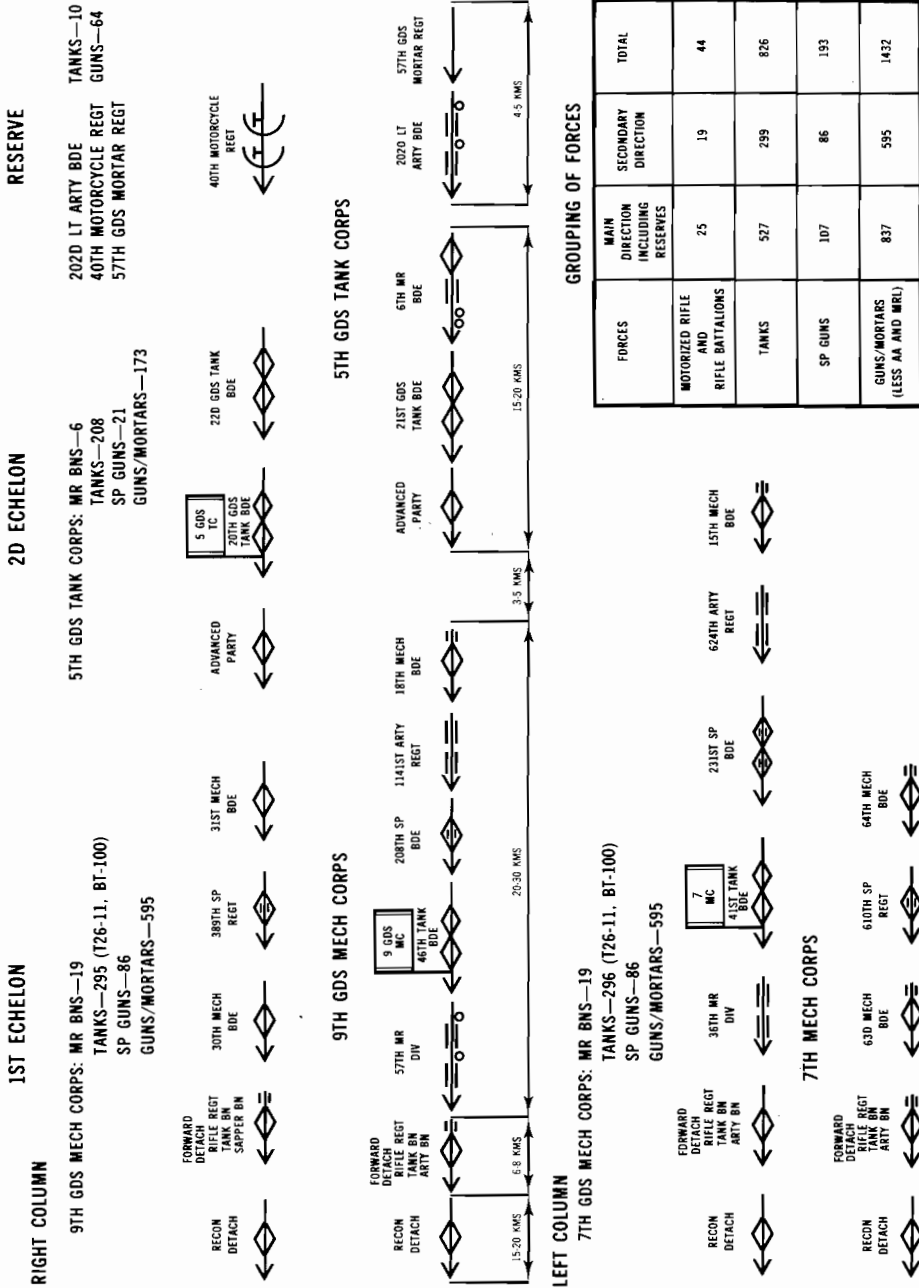 1ST ECHELON
2D ECHELON
RESERVE
RIGHT COLUMN
9TH GDS MECH CORPS: MR BNS—19
TANKS—295 (T26-11, BT-100)
SP GUNS—86
GUNS/MORTARS—595
5TH GDS TANK CORPS: MR BNS—6
TANKS—208
SP GUNS—21
GUNS/MORTARS—173
202D LT ARTY BDE
40TH MOTORCYCLE REGT
57TH GDS MORTAR REGT
TANKS—10
GUNS—64
RECON
DETACH
FORWARD
DETACH
RIFLE REGT
TANK BN
SAPPER BN
30TH MECH
BDE
389TH SP
REGT
31ST MECH
BDE
ADVANCED
PARTY
5 GDS
TC
20TH GDS
TANK BDE
22D GDS TANK
BDE
40TH MOTORCYCLE
REGT
9TH GDS MECH CORPS
5TH GDS TANK CORPS
RECON
DETACH
FORWARD
DETACH
RIFLE REGT
TANK BN
ARTY BN
57TH MR
DIV
9 GDS
MC
46TH TANK
BDE
208TH SP
BDE
1141ST ARTY
REGT
18TH MECH
BDE
ADVANCED
PARTY
21ST GDS
TANK BDE
6TH MR
BDE
202D LT
ARTY BDE
57TH GDS
MORTAR REGT
15-20 KMS
6-8 KMS
20-30 KMS
3-5 KMS
15-20 KMS
4-5 KMS
LEFT COLUMN
7TH GDS MECH CORPS: MR BNS—19
TANKS—296 (T26-11, BT-100)
SP GUNS—86
GUNS/MORTARS—595
RECON
DETACH
FORWARD
DETACH
RIFLE REGT
TANK BN
ARTY BN
36TH MR
DIV
7
MC
41ST TANK
BDE
231ST SP
BDE
624TH ARTY
REGT
15TH MECH
BDE
7TH MECH CORPS
RECON
DETACH
FORWARD
DETACH
RIFLE REGT
TANK BN
ARTY BN
63D MECH
BDE
610TH SP
REGT
64TH MECH
BDE
GROUPING OF FORCES
FORCES
MAIN
DIRECTION
INCLUDING
RESERVES
SECONDARY
DIRECTION
TOTAL
MOTORIZED RIFLE
AND
RIFLE BATTALIONS
25
19
44
TANKS
527
299
826
SP GUNS
107
86
193
GUNS/MORTARS
(LESS AA AND MRL)
837
595
1432